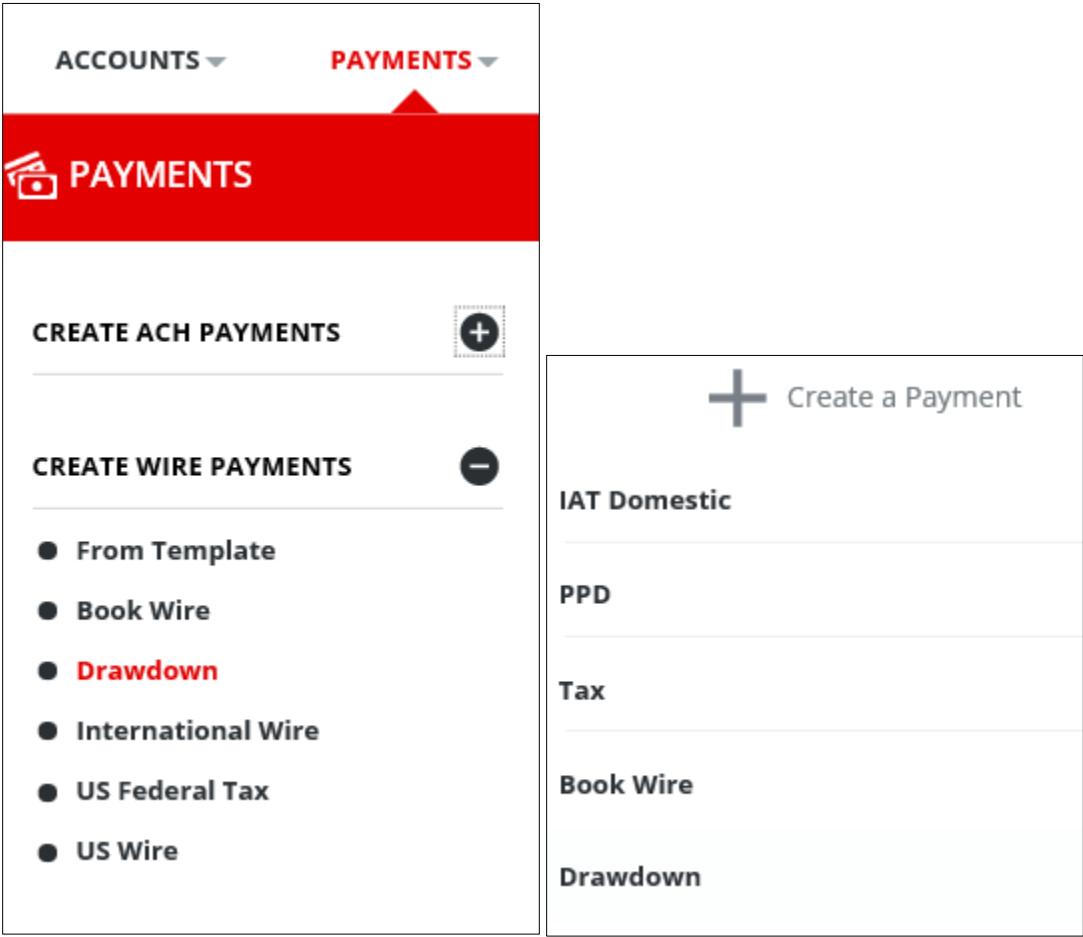 ACCOUNTS PAYMENTS
PAYMENTS
CREATE ACH PAYMENTS
CREATE WIRE PAYMENTS
From Template
Book Wire
Drawdown
International Wire
US Federal Tax
US Wire
Create a Payment
IAT Domestic
PPD
Tax
Book Wire
Drawdown